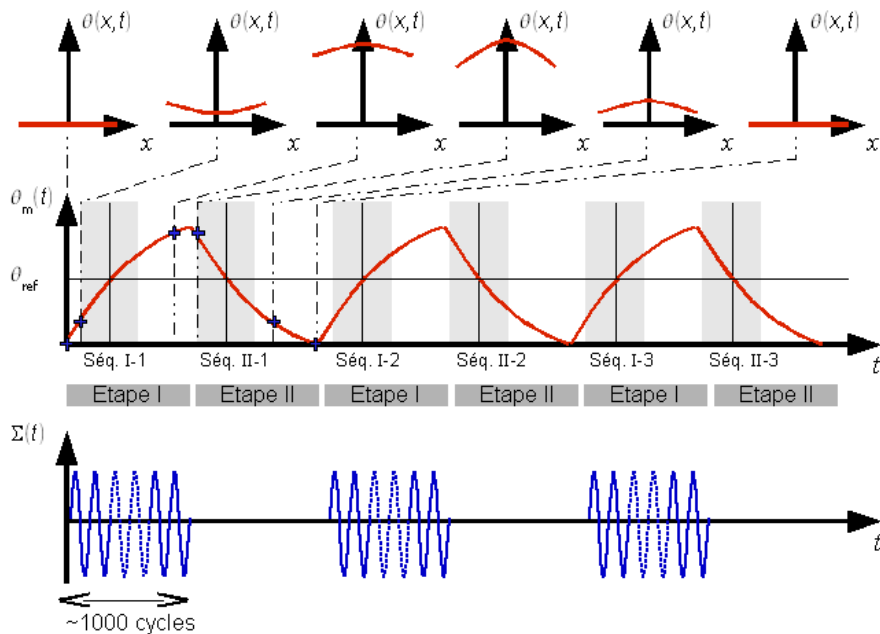 θ(x,t) θ(x,t) θ(x,t) θ(x,t) θ(x,t) θ(x,t)
x x x x x x
θm(t)
θref
Séq. I-1 Séq. II-1 Séq. I-2 Séq. II-2 Séq. I-3 Séq. II-3 t
Etape I Etape II Etape I Etape II Etape I Etape II
Σ(t)
t
~1000 cycles